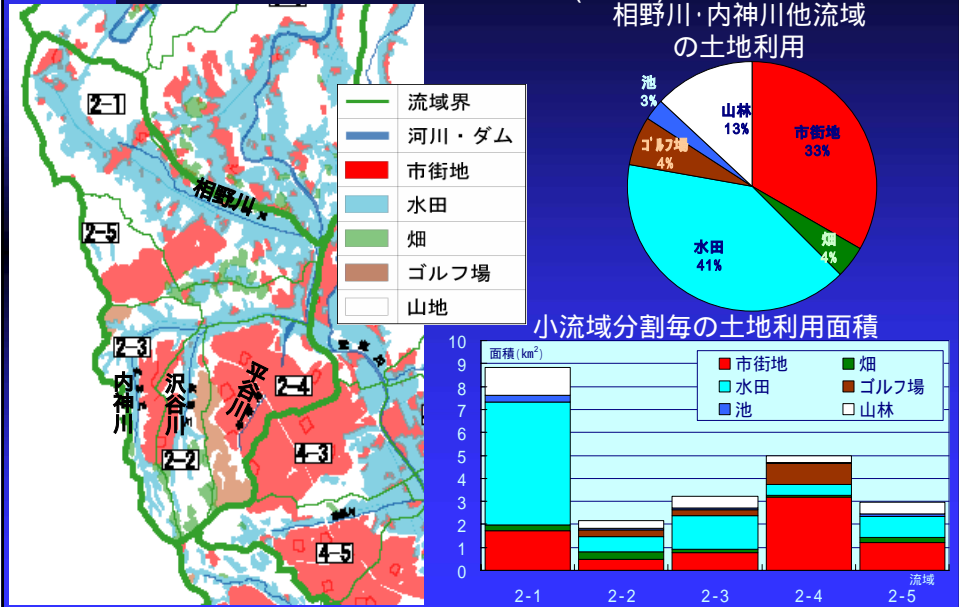 相野川・内神川他流域
の土地利用
2-1
2-5
相野川
2-3
内神川
沢谷川
平谷川
2-4
2-2
4-3
4-5
流域界
河川・ダム
市街地
水田
畑
ゴルフ場
山地
池
3%
山林
13%
市街地
33%
ゴルフ場
4%
畑
4%
水田
41%
小流域分割毎の土地利用面積
面積(km²)
10
9
8
7
6
5
4
3
2
1
0
市街地
畑
水田
ゴルフ場
池
山林
流域
2-1
2-2
2-3
2-4
2-5